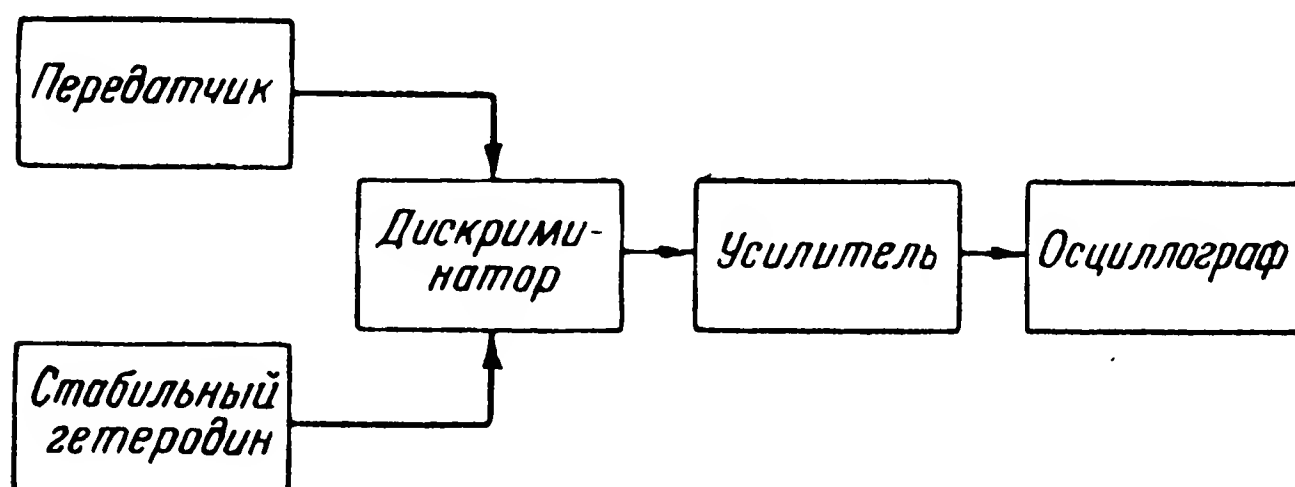 Передатчик
Дискрими-
натор
Усилитель
Осциллограф
Стабильный
гетеродин